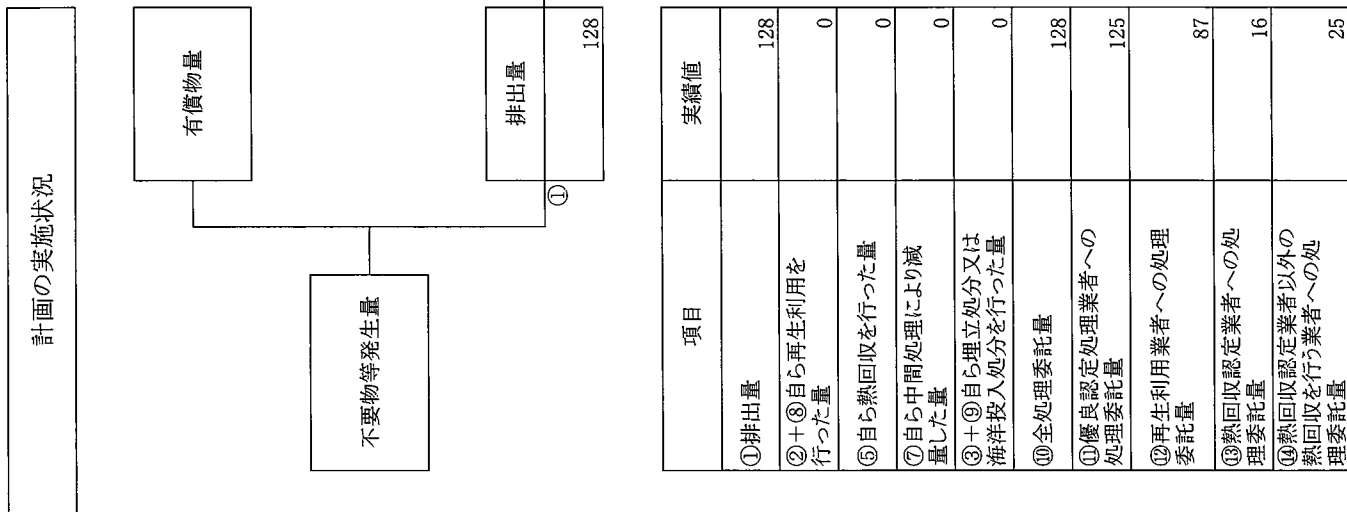 計画の実施状況
有償物量
不要物等発生量
①
排出量
128
項目
実績値
①排出量
128
②+⑧自ら再生利用を
行った量
0
⑤自ら熱回収を行った量
0
⑦自ら中間処理により減
量した量
0
③+⑨自ら埋立処分又は
海洋投入処分を行った量
0
⑩全処理委託量
128
⑪優良認定処理業者への
処理委託量
125
⑫再生利用業者への処理
委託量
87
⑬熱回収認定業者への処
理委託量
16
⑭熱回収認定業者以外の
熱回収を行う業者への処
理委託量
25